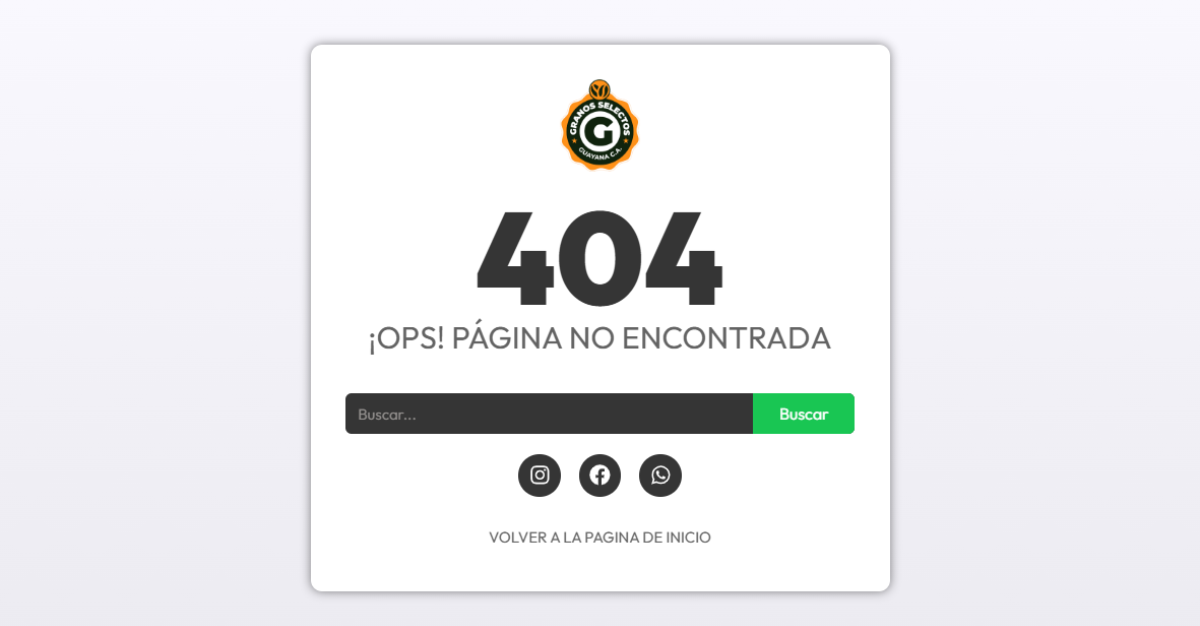 GRANOS SELECTOS
G
GUAYANA C.A.
404
¡OPS! PÁGINA NO ENCONTRADA
Buscar...
Buscar
VOLVER A LA PAGINA DE INICIO